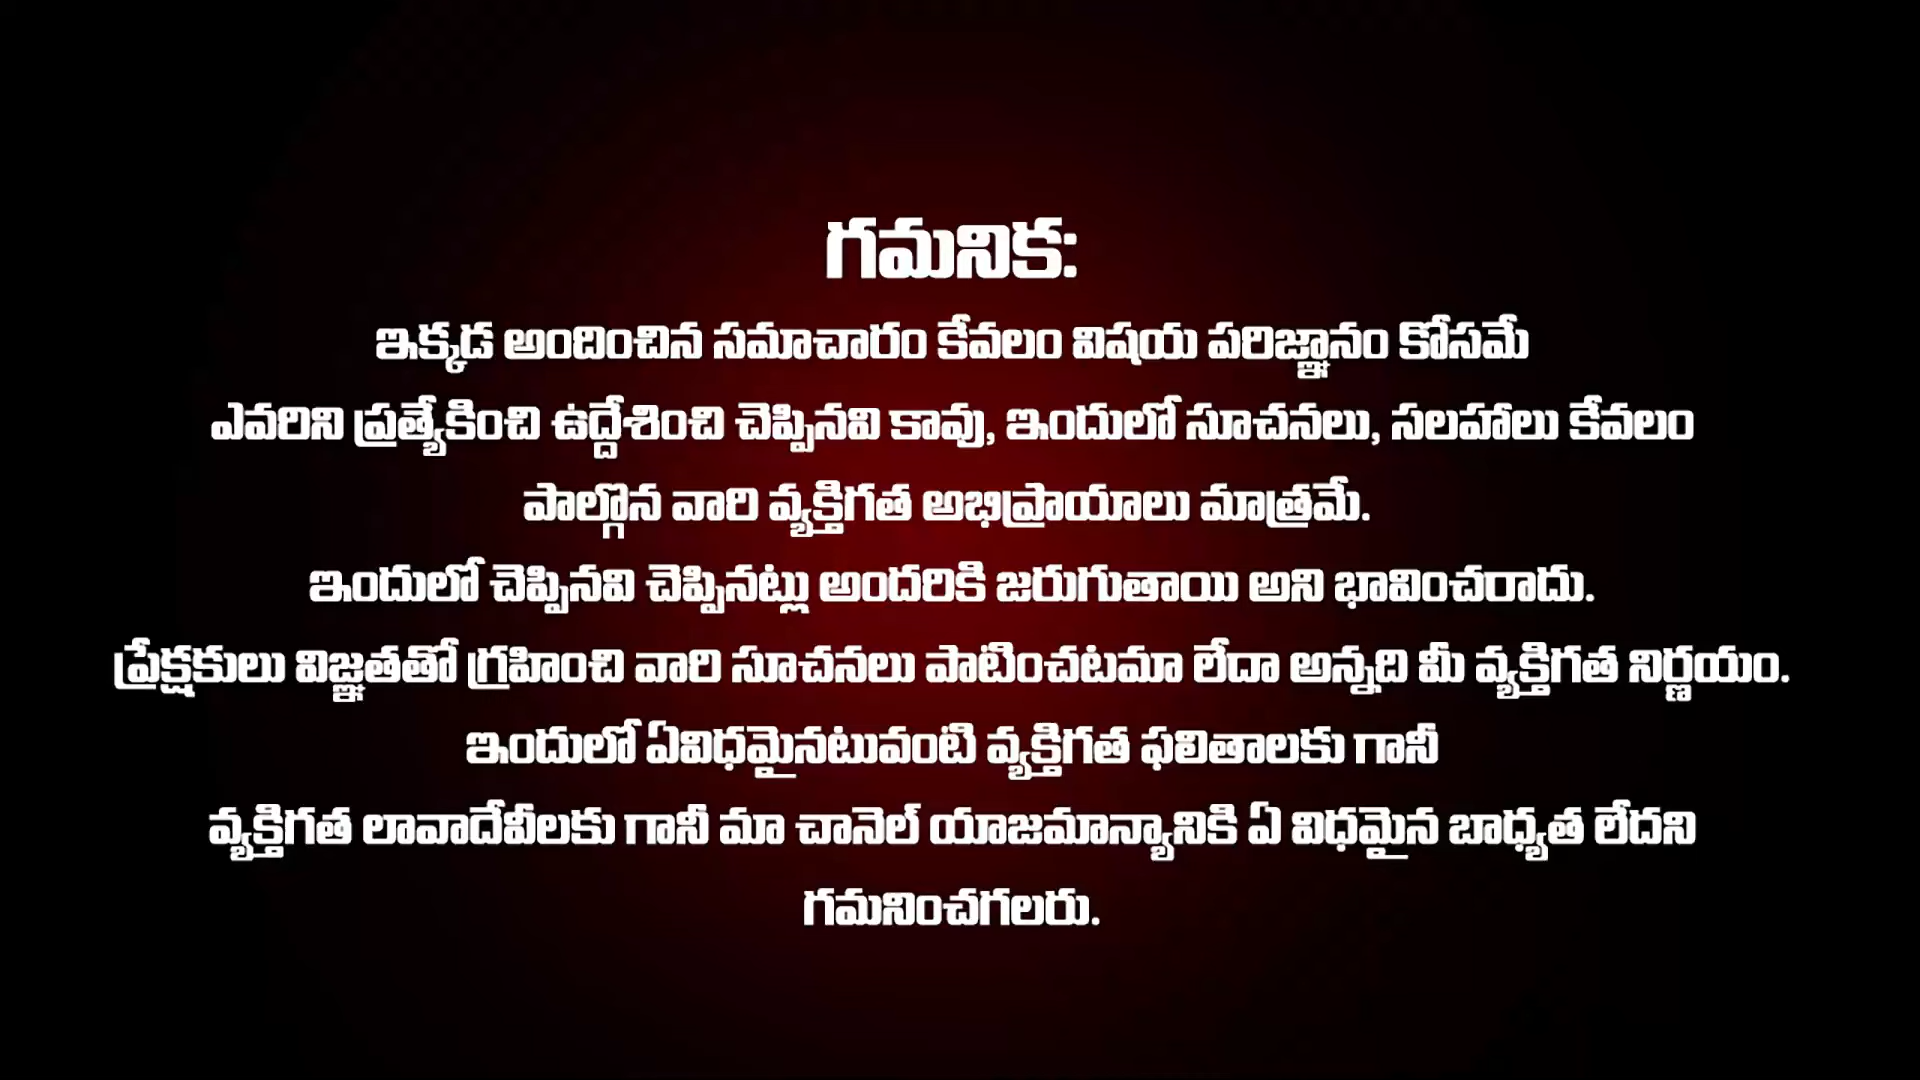 గమనిక:
ఇక్కడ అందించిన సమాచారం కేవలం విషయ పరిజ్ఞానం కోసమే
ఎవరిని ప్రత్యేకించి ఉద్దేశించి చెప్పినవి కావు, ఇందులో సూచనలు, సలహాలు కేవలం
పాల్గొన వారి వ్యక్తిగత అభిప్రాయాలు మాత్రమే.
ఇందులో చెప్పినవి చెప్పినట్లు అందరికి జరుగుతాయి అని భావించరాదు.
ప్రేక్షకులు విజ్ఞతతో గ్రహించి వారి సూచనలు పాటించటమా లేదా అన్నది మీ వ్యక్తిగత నిర్ణయం.
ఇందులో ఏవిధమైనటువంటి వ్యక్తిగత ఫలితాలకు గానీ
వ్యక్తిగత లావాదేవీలకు గానీ మా చానెల్ యాజమాన్యానికి ఏ విధమైన బాధ్యత లేదని
గమనించగలరు.